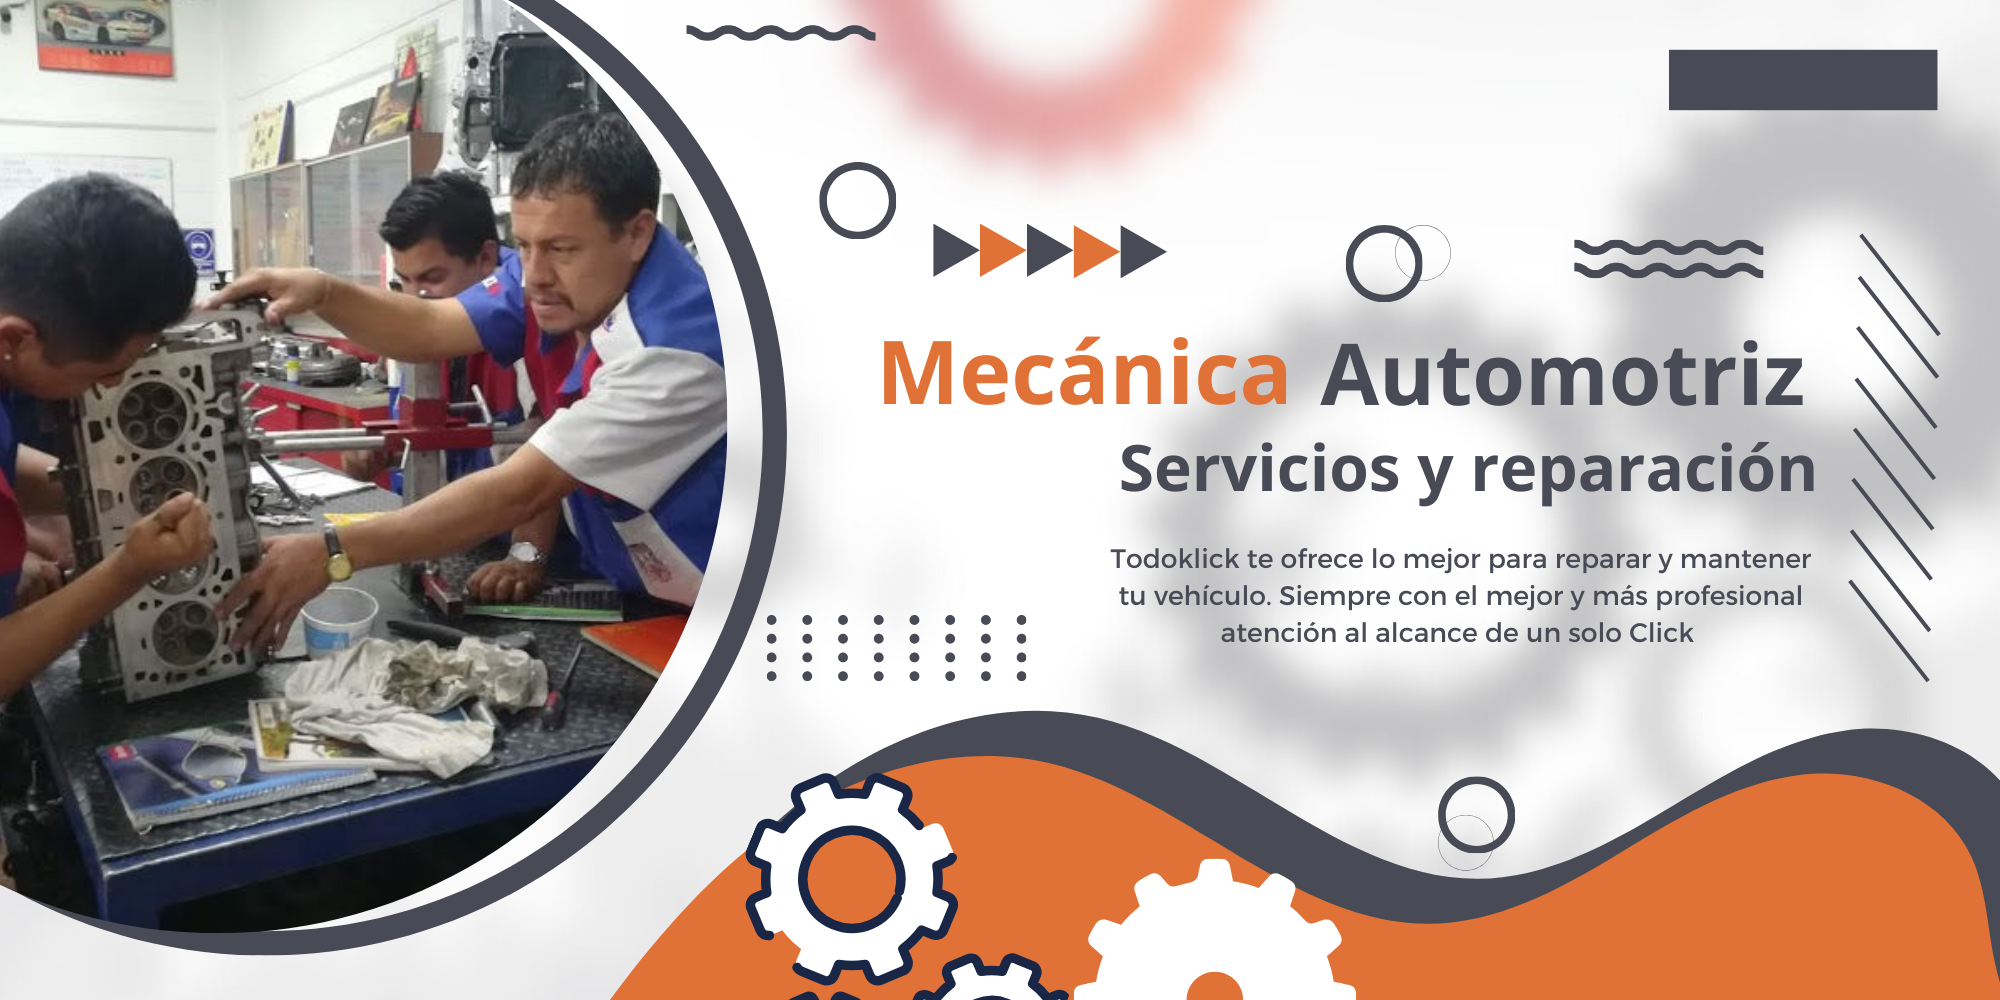 Mecánica Automotriz
Servicios y reparación
Todoklick te ofrece lo mejor para reparar y mantener
tu vehículo. Siempre con el mejor y más profesional
atención al alcance de un solo Click